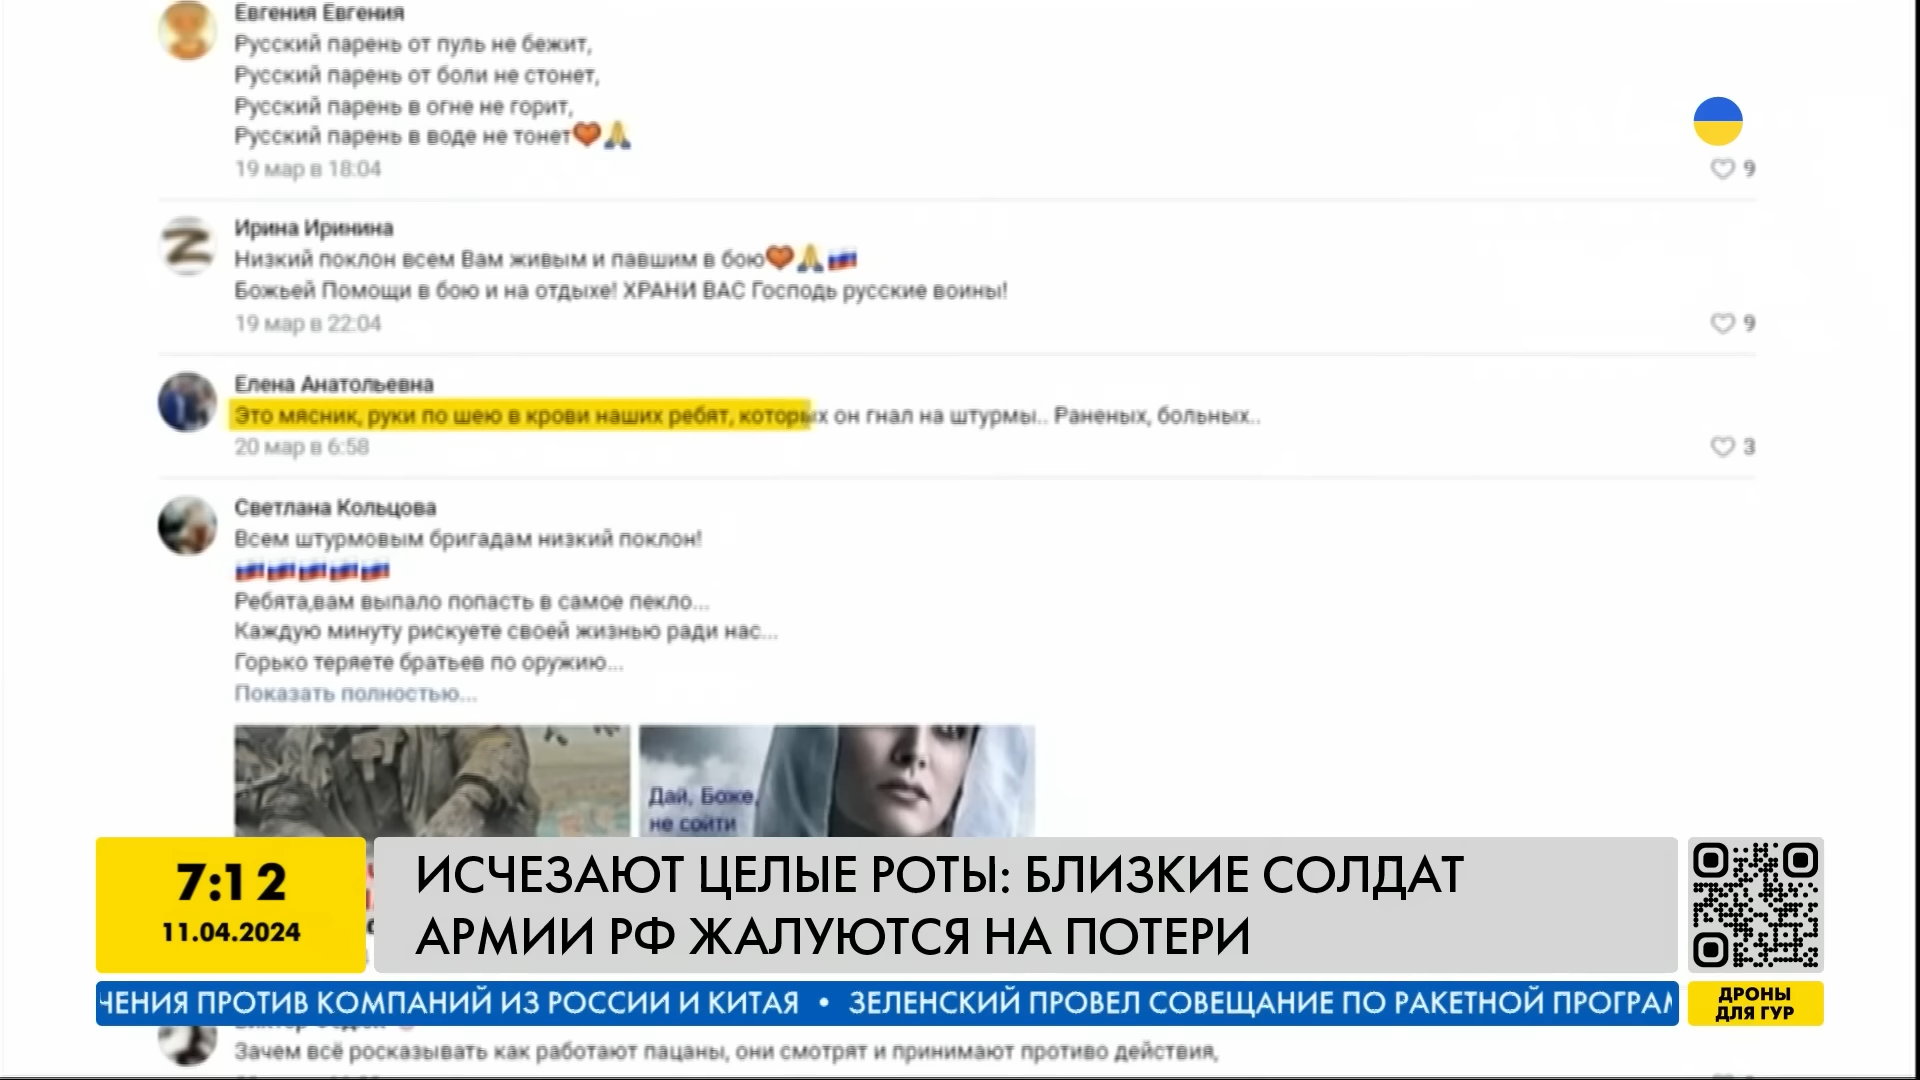 Евгения Евгения
Русский парень от пуль не бежит,
Русский парень от боли не стонет,
Русский парень в огне не горит,
Русский парень в воде не тонет
19 мар в 18:04
9
Ирина Иринина
Низкий поклон всем Вам живым и павшим в бою
Божьей Помощи в бою и на отдыхе! ХРАНИ ВАС Господь русские воины!
19 мар в 22:04
9
Елена Анатольевна
Это мясник, руки по шею в крови наших ребят, которых он гнал на штурмы.. Раненых, больных..
20 мар в 6:58
3
Светлана Кольцова
Всем штурмовым бригадам низкий поклон!
Ребята,вам выпало попасть в самое пекло...
Каждую минуту рискуете своей жизнью ради нас...
Горько теряете братьев по оружию...
Показать полностью...
Дай, Боже,
не сойти
7:12
11.04.2024
ИСЧЕЗАЮТ ЦЕЛЫЕ РОТЫ: БЛИЗКИЕ СОЛДАТ
АРМИИ РФ ЖАЛУЮТСЯ НА ПОТЕРИ
ЧЕНИЯ ПРОТИВ КОМПАНИЙ ИЗ РОССИИ И КИТАЯ • ЗЕЛЕНСКИЙ ПРОВЕЛ СОВЕЩАНИЕ ПО РАКЕТНОЙ ПРОГРАМ
ДРОНЫ
ДЛЯ ГУР
Зачем всё росказывать как работают пацаны, они смотрят и принимают противо действия,